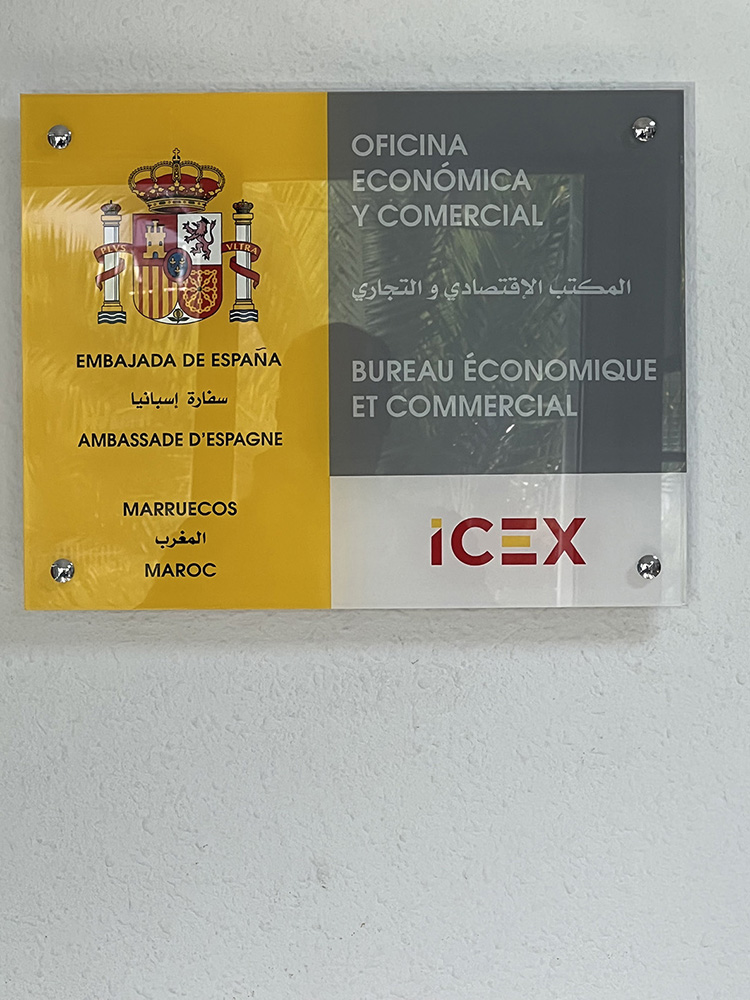 PLVS VLTRA
EMBAJADA DE ESPAÑA
سفارة إسبانيا
AMBASSADE D'ESPAGNE
MARRUECOS
المغرب
MAROC
OFICINA
ECONÓMICA
Y COMERCIAL
المكتب الإقتصادي و التجاري
BUREAU ÉCONOMIQUE
ET COMMERCIAL
iCEX